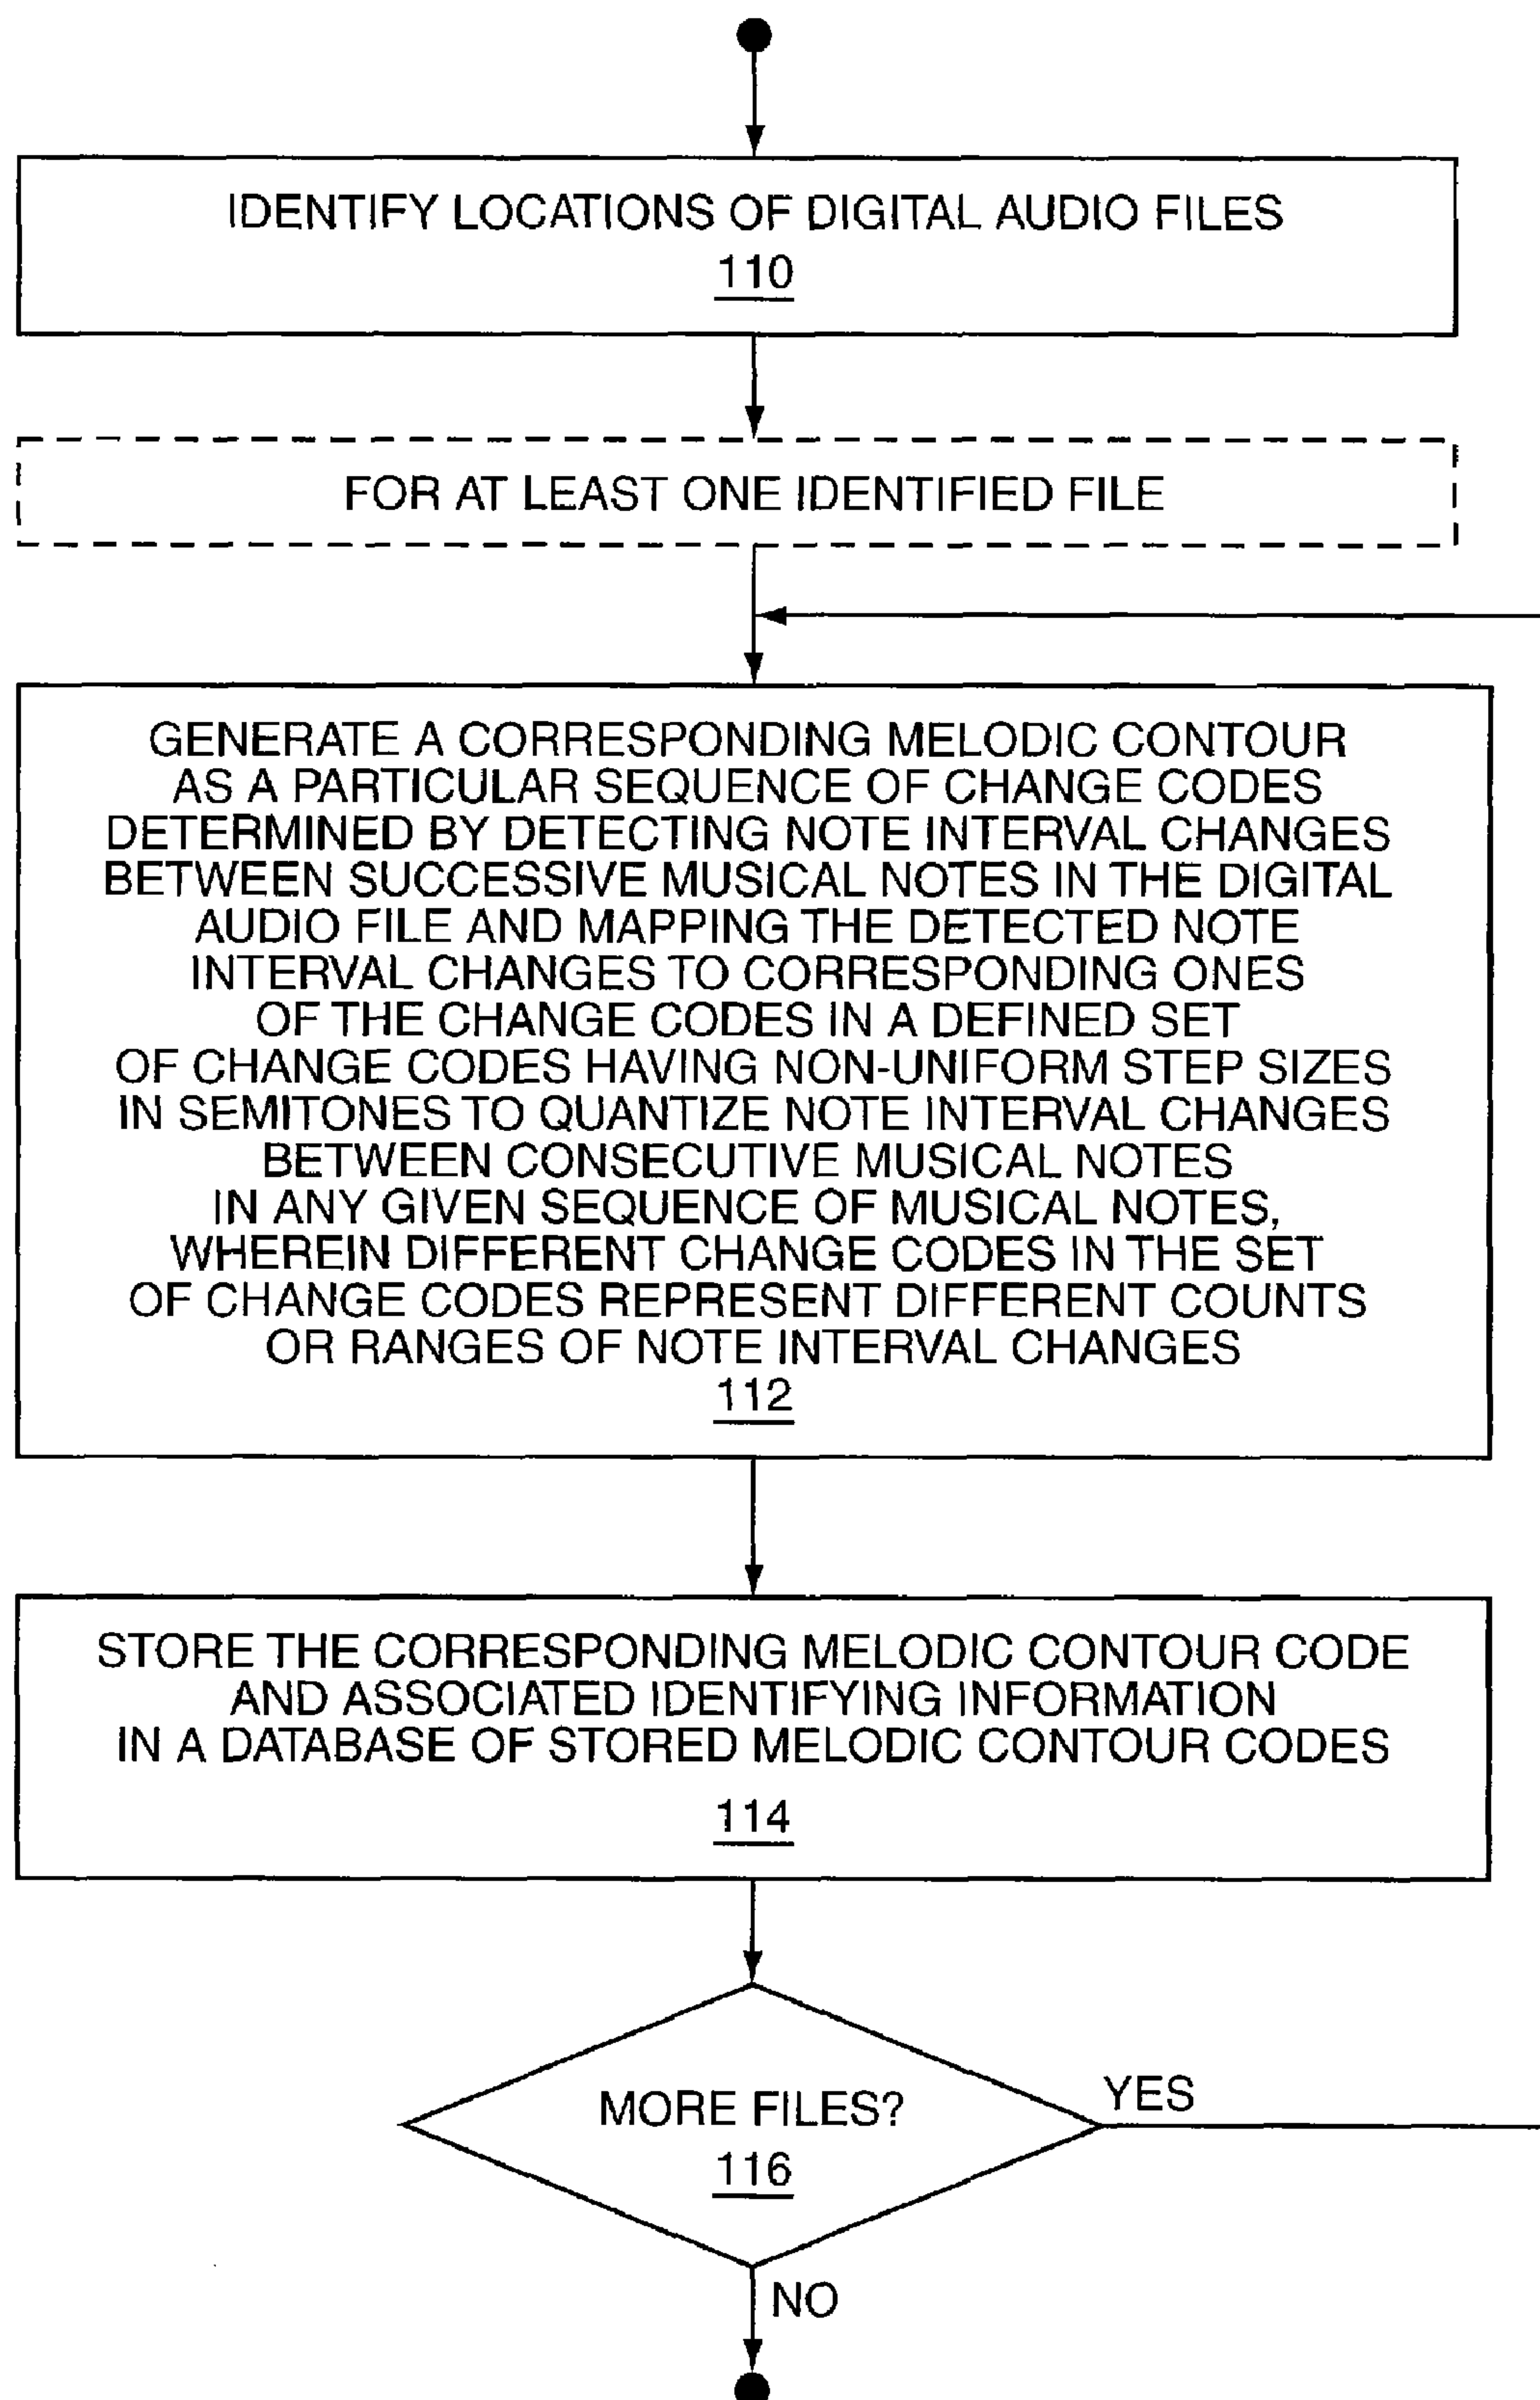 IDENTIFY LOCATIONS OF DIGITAL AUDIO FILES
110
FOR AT LEAST ONE IDENTIFIED FILE
GENERATE A CORRESPONDING MELODIC CONTOUR
AS A PARTICULAR SEQUENCE OF CHANGE CODES
DETERMINED BY DETECTING NOTE INTERVAL CHANGES
BETWEEN SUCCESSIVE MUSICAL NOTES IN THE DIGITAL
AUDIO FILE AND MAPPING THE DETECTED NOTE
INTERVAL CHANGES TO CORRESPONDING ONES
OF THE CHANGE CODES IN A DEFINED SET
OF CHANGE CODES HAVING NON-UNIFORM STEP SIZES
IN SEMITONES TO QUANTIZE NOTE INTERVAL CHANGES
BETWEEN CONSECUTIVE MUSICAL NOTES
IN ANY GIVEN SEQUENCE OF MUSICAL NOTES,
WHEREIN DIFFERENT CHANGE CODES IN THE SET
OF CHANGE CODES REPRESENT DIFFERENT COUNTS
OR RANGES OF NOTE INTERVAL CHANGES
112
STORE THE CORRESPONDING MELODIC CONTOUR CODE
AND ASSOCIATED IDENTIFYING INFORMATION
IN A DATABASE OF STORED MELODIC CONTOUR CODES
114
MORE FILES?
116
YES
NO